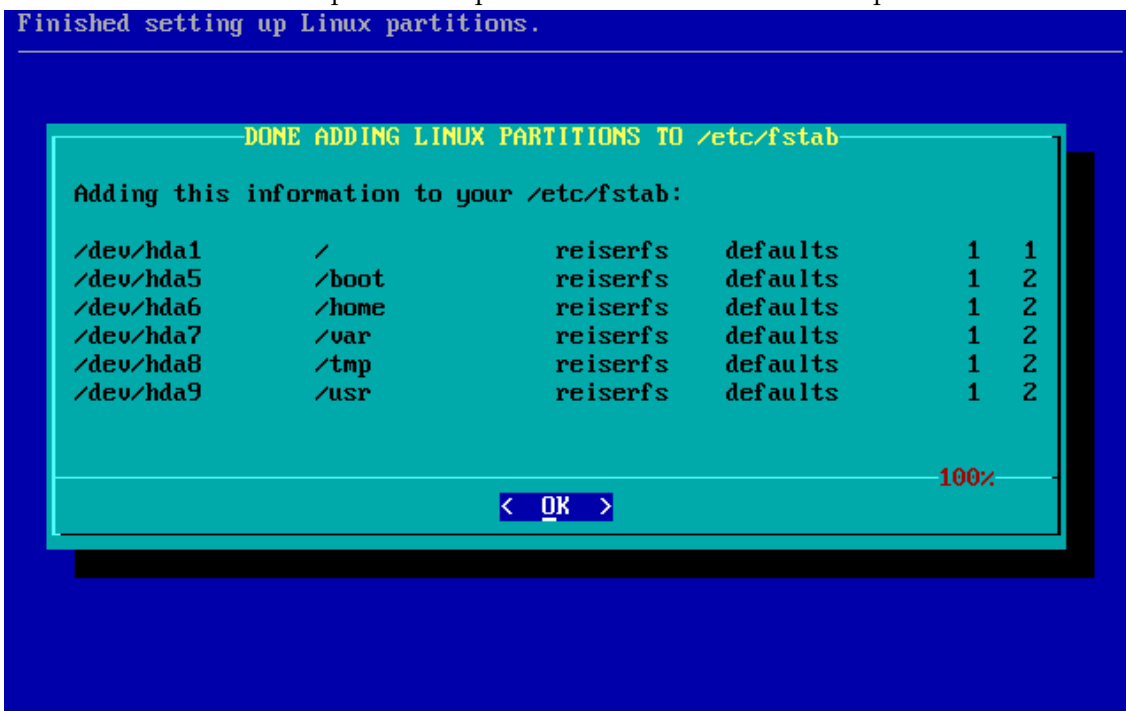 Finished setting up Linux partitions.
DONE ADDING LINUX PARTITIONS TO /etc/fstab
Adding this information to your /etc/fstab:
/dev/hda1 / reiserfs defaults 1 1
/dev/hda5 /boot reiserfs defaults 1 2
/dev/hda6 /home reiserfs defaults 1 2
/dev/hda7 /var reiserfs defaults 1 2
/dev/hda8 /tmp reiserfs defaults 1 2
/dev/hda9 /usr reiserfs defaults 1 2
100%
< OK >